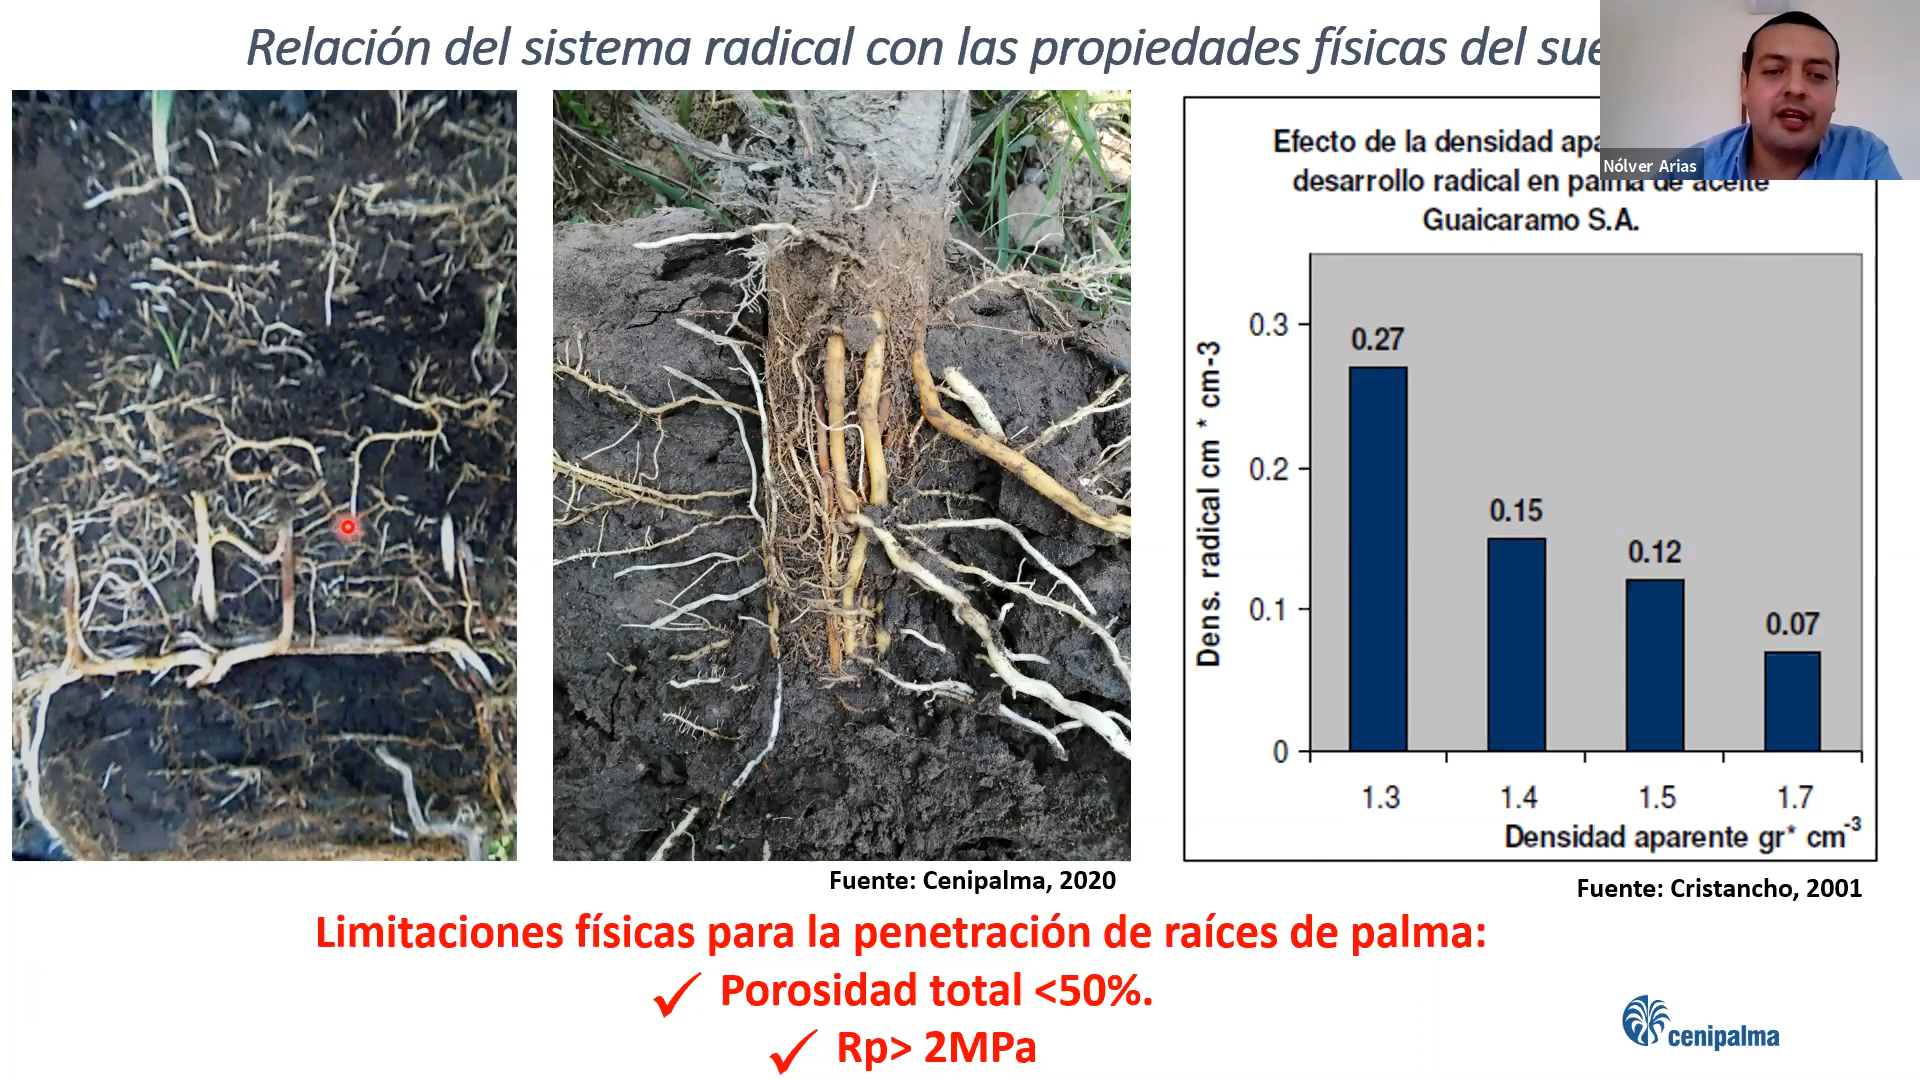 Relación del sistema radical con las propiedades físicas del
Nólver Arias
Efecto de la densidad
desarrollo radical en palma de aceite
Guaicaramo S.A.
Dens. radical cm * cm-3
0.3
0.2
0.1
0
0.27
0.15
0.12
0.07
1.3 1.4 1.5 1.7
Densidad aparente gr* cm-3
Fuente: Cenipalma, 2020
Fuente: Cristancho, 2001
Limitaciones físicas para la penetración de raíces de palma:
✓ Porosidad total <50%.
✓ Rp> 2MPa
cenipalma